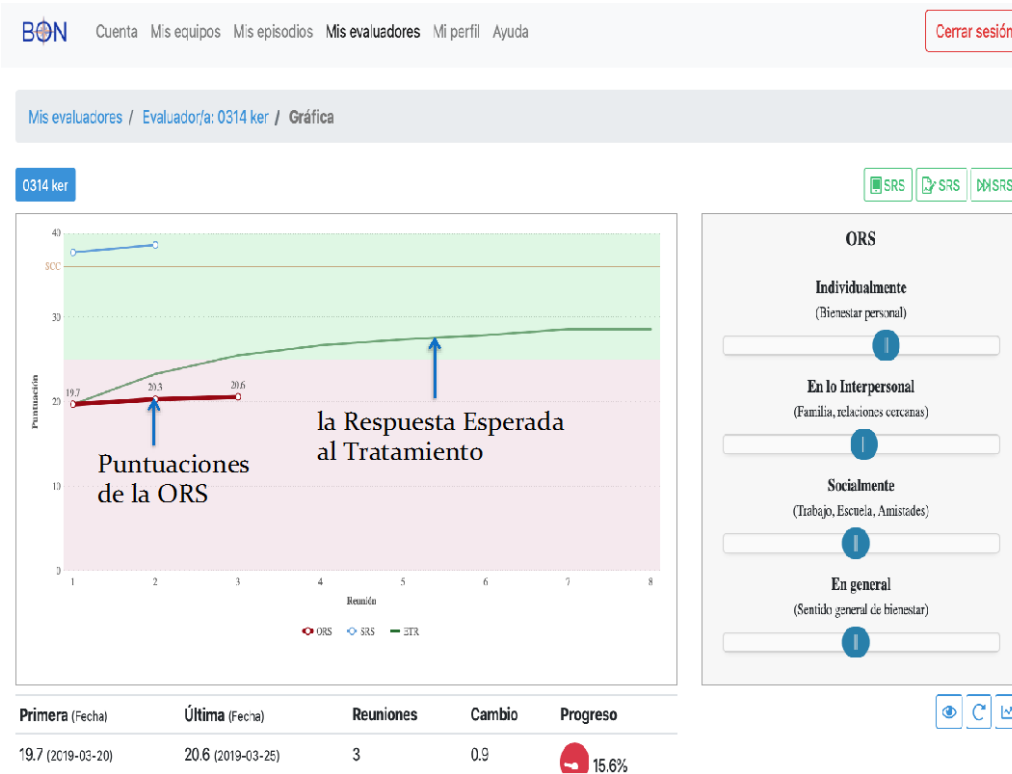 BON Cuenta Mis equipos Mis episodios Mis evaluadores Mi perfil Ayuda Cerrar sesión
Mis evaluadores / Evaluador/a: 0314 ker / Gráfica
0314 ker
SRS SRS SRS
40
SCC
30
20
10
0
Puntuación
19.7 20.3 20.6
la Respuesta Esperada
al Tratamiento
Puntuaciones
de la ORS
1 2 3 4 5 6 7 8
Reunión
ORS SRS ETR
ORS
Individualmente
(Bienestar personal)
En lo Interpersonal
(Familia, relaciones cercanas)
Socialmente
(Trabajo, Escuela, Amistades)
En general
(Sentido general de bienestar)
Primera (Fecha) Última (Fecha) Reuniones Cambio Progreso
19.7 (2019-03-20) 20.6 (2019-03-25) 3 0.9 15.6%